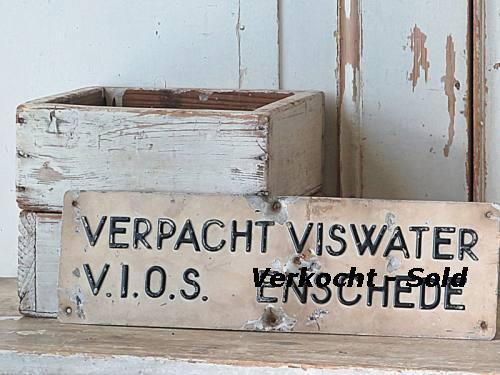 VERPACHT VISWATER
V.I.O.S. ENSCHEDE
Verkocht - Sold